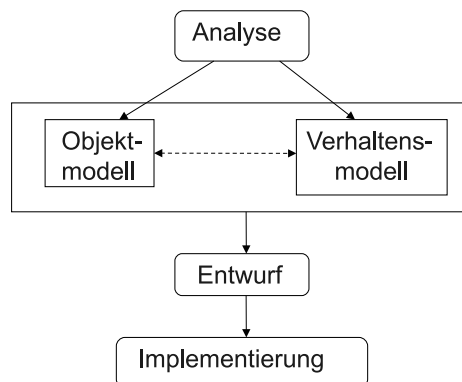 Analyse
Objekt-
modell
Verhaltens-
modell
Entwurf
Implementierung